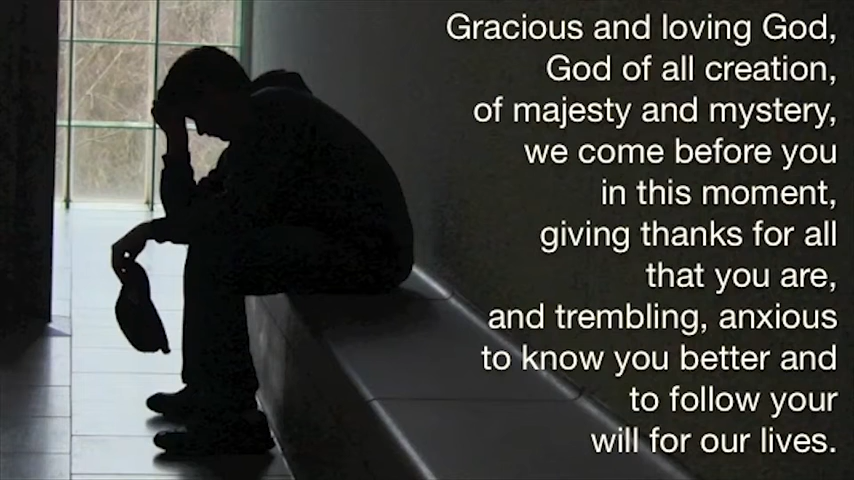 Gracious and loving God,
God of all creation,
of majesty and mystery,
we come before you
in this moment,
giving thanks for all
that you are,
and trembling, anxious
to know you better and
to follow your
will for our lives.